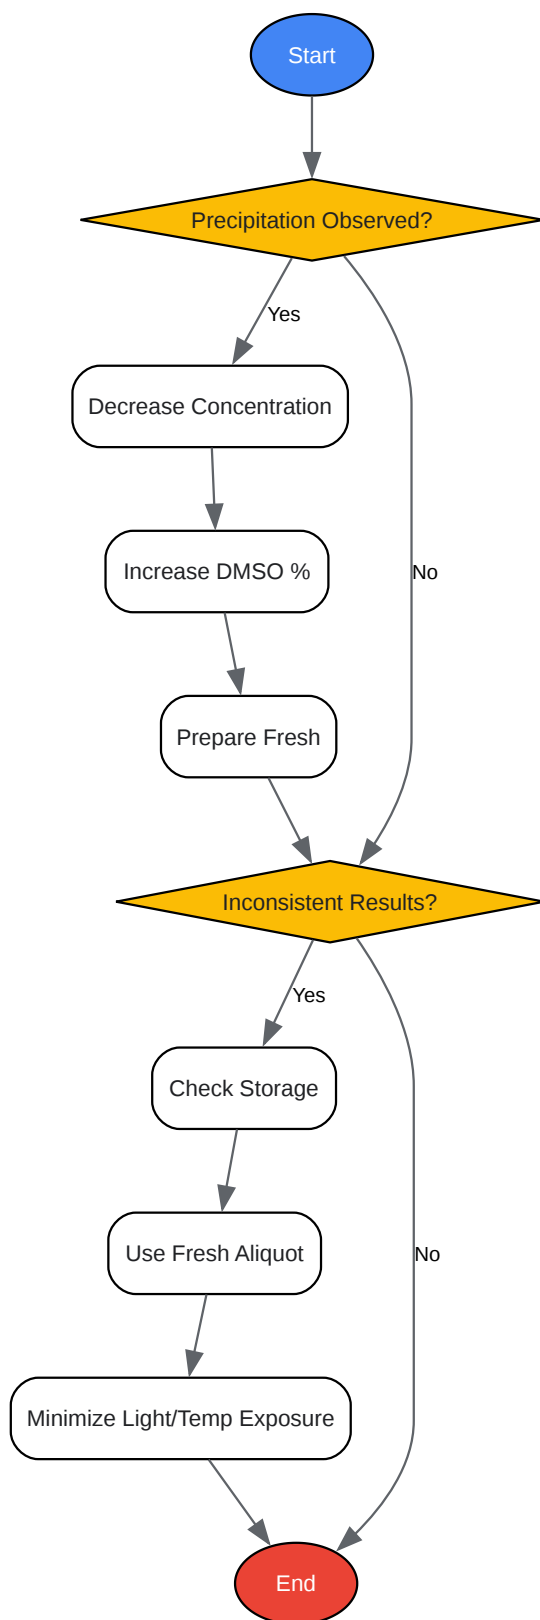 Start
Precipitation Observed?
Yes
Decrease Concentration
Increase DMSO %
No
Prepare Fresh
Inconsistent Results?
Yes
Check Storage
Use Fresh Aliquot
No
Minimize Light/Temp Exposure
End